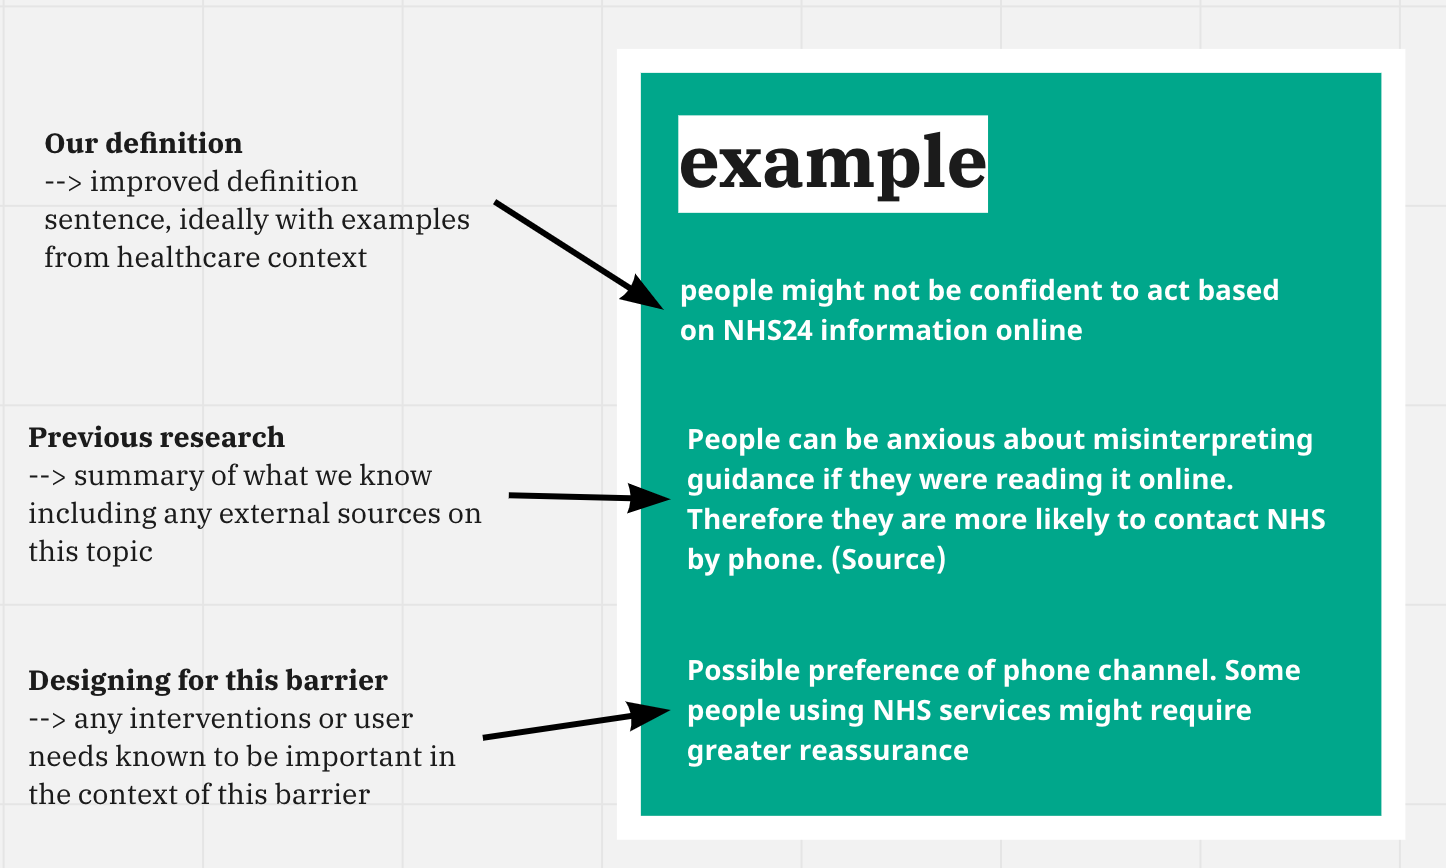 Our definition
--> improved definition
sentence, ideally with examples
from healthcare context
Previous research
--> summary of what we know
including any external sources on
this topic
Designing for this barrier
--> any interventions or user
needs known to be important in
the context of this barrier
example
people might not be confident to act based
on NHS24 information online
People can be anxious about misinterpreting
guidance if they were reading it online.
Therefore they are more likely to contact NHS
by phone. (Source)
Possible preference of phone channel. Some
people using NHS services might require
greater reassurance